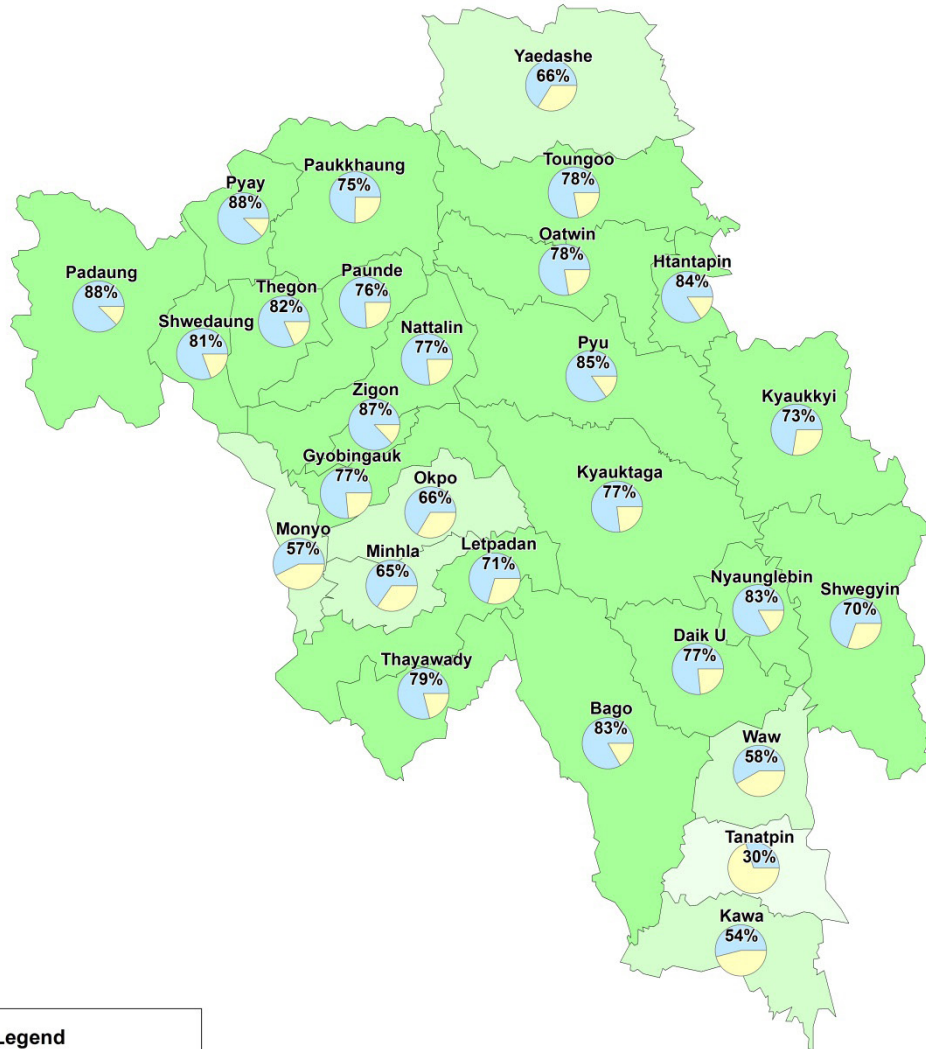 Yaedashe
66%
Paukkhaung
75%
Toungoo
78%
Pyay
88%
Oatwin
78%
Htantapin
84%
Padaung
88%
Thegon
82%
Paunde
76%
Shwedaung
81%
Nattalin
77%
Pyu
85%
Kyaukkyi
73%
Zigon
87%
Gyobingauk
77%
Okpo
66%
Kyauktaga
77%
Monyo
57%
Minhla
65%
Letpadan
71%
Nyaunglebin
83%
Shwegyin
70%
Daik U
77%
Thayawady
79%
Bago
83%
Waw
58%
Tanatpin
30%
Kawa
54%
Legend